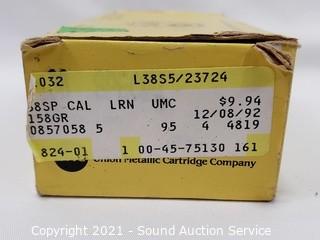 032 L38S5/23724
38SP CAL LRN UMC $9.94
158GR 12/08/92
0857058 5 95 4 4819
824-01 1 00-45-75130 161
Union Metallic Cartridge Company
Copyright 2021 - Sound Auction Service